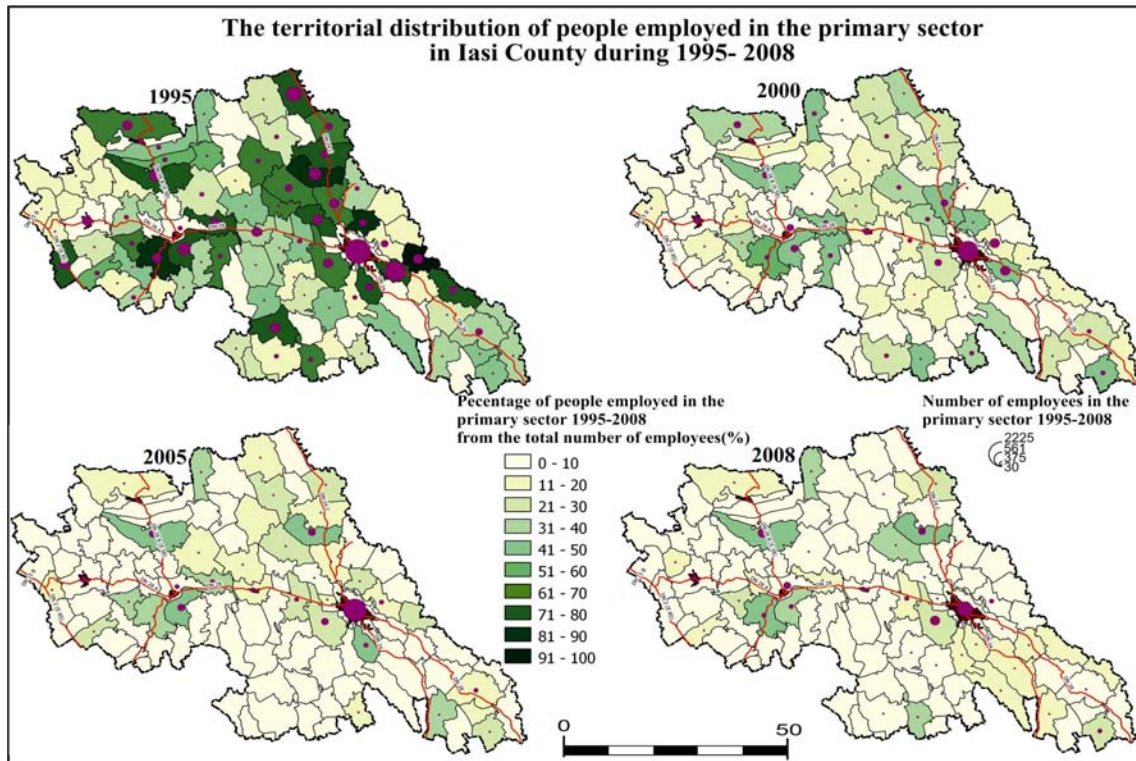 The territorial distribution of people employed in the primary sector
in Iasi County during 1995- 2008
1995
2000
Pecentage of people employed in the
primary sector 1995-2008
from the total number of employees(%)
0 - 10
11 - 20
21 - 30
31 - 40
41 - 50
51 - 60
61 - 70
71 - 80
81 - 90
91 - 100
Number of employees in the
primary sector 1995-2008
2225
561
375
30
2005
2008
0
50